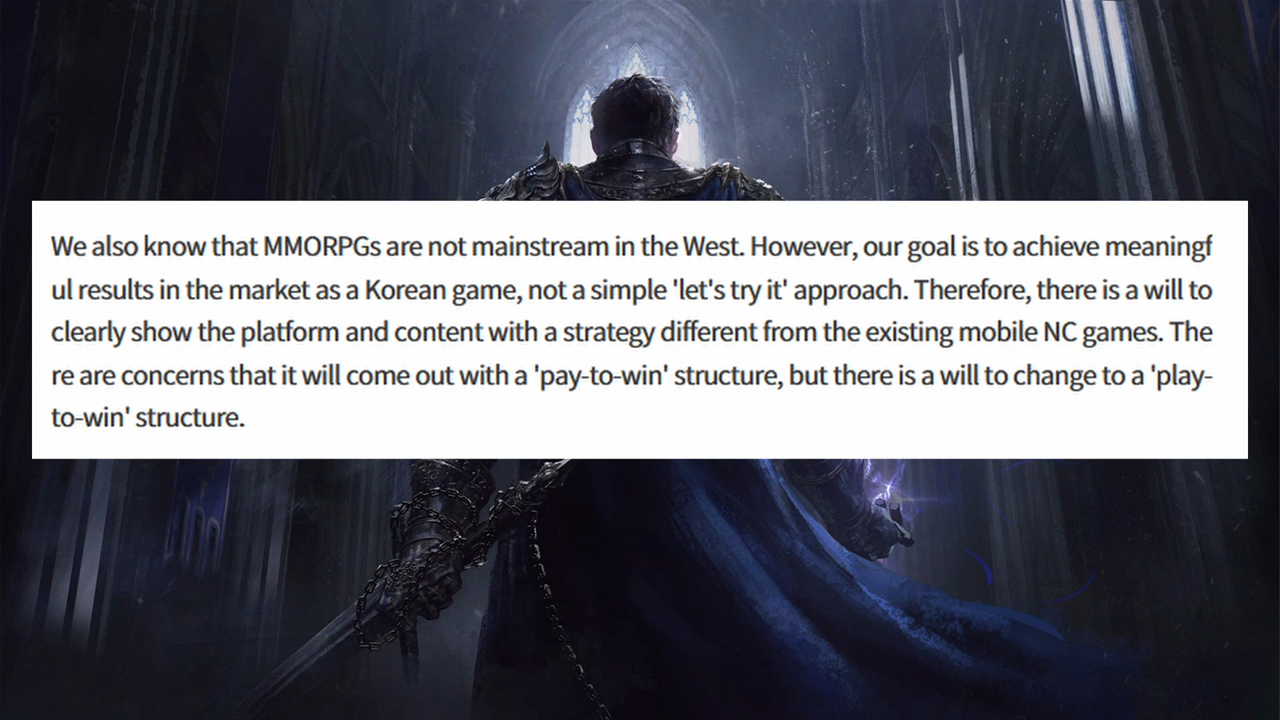 We also know that MMORPGs are not mainstream in the West. However, our goal is to achieve meaningf
ul results in the market as a Korean game, not a simple 'let's try it' approach. Therefore, there is a will to
clearly show the platform and content with a strategy different from the existing mobile NC games. The
re are concerns that it will come out with a 'pay-to-win' structure, but there is a will to change to a 'play-
to-win' structure.